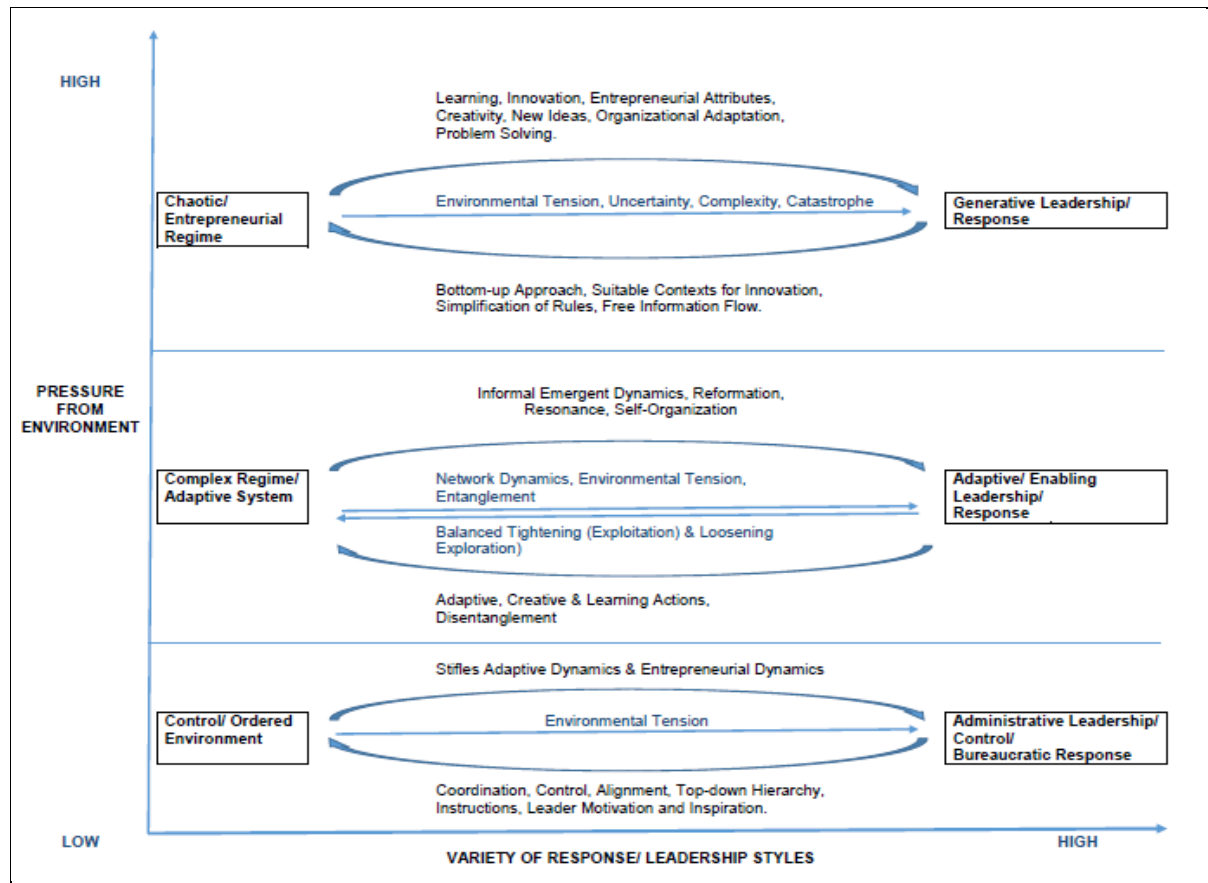 HIGH
Learning, Innovation, Entrepreneurial Attributes,
Creativity, New Ideas, Organizational Adaptation,
Problem Solving.
Chaotic/
Entrepreneurial
Regime
Environmental Tension, Uncertainty, Complexity, Catastrophe
Generative Leadership/
Response
Bottom-up Approach, Suitable Contexts for Innovation,
Simplification of Rules, Free Information Flow.
PRESSURE
FROM
ENVIRONMENT
Informal Emergent Dynamics, Reformation,
Resonance, Self-Organization
Complex Regime/
Adaptive System
Network Dynamics, Environmental Tension,
Entanglement
Balanced Tightening (Exploitation) & Loosening
Exploration)
Adaptive/ Enabling
Leadership/
Response
Adaptive, Creative & Learning Actions,
Disentanglement
Stifles Adaptive Dynamics & Entrepreneurial Dynamics
Control/ Ordered
Environment
Environmental Tension
Administrative Leadership/
Control/
Bureaucratic Response
Coordination, Control, Alignment, Top-down Hierarchy,
Instructions, Leader Motivation and Inspiration.
LOW
HIGH
VARIETY OF RESPONSE/ LEADERSHIP STYLES